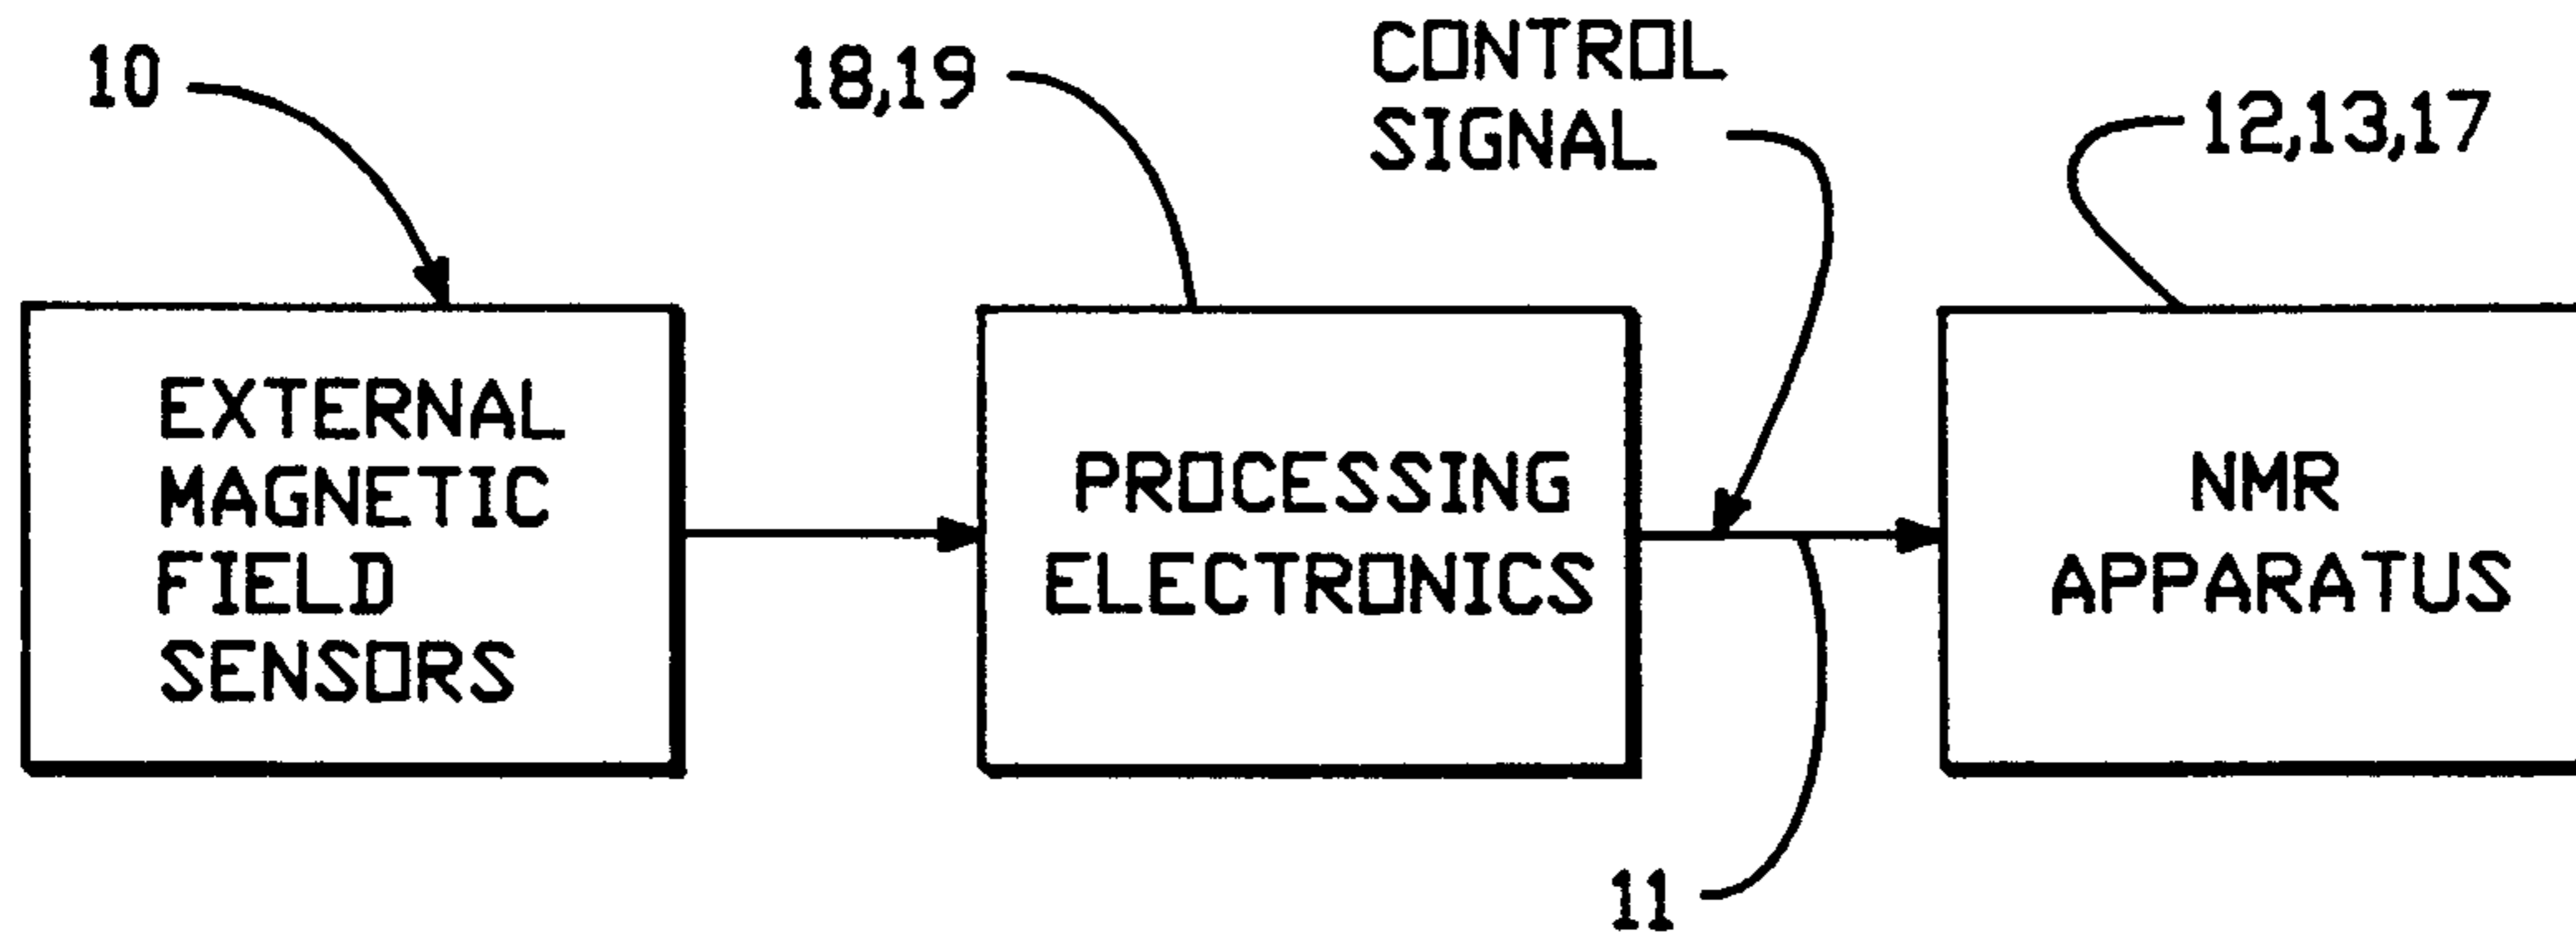 10
18,19
CONTROL
SIGNAL
12,13,17
EXTERNAL
MAGNETIC
FIELD
SENSORS
PROCESSING
ELECTRONICS
NMR
APPARATUS
11